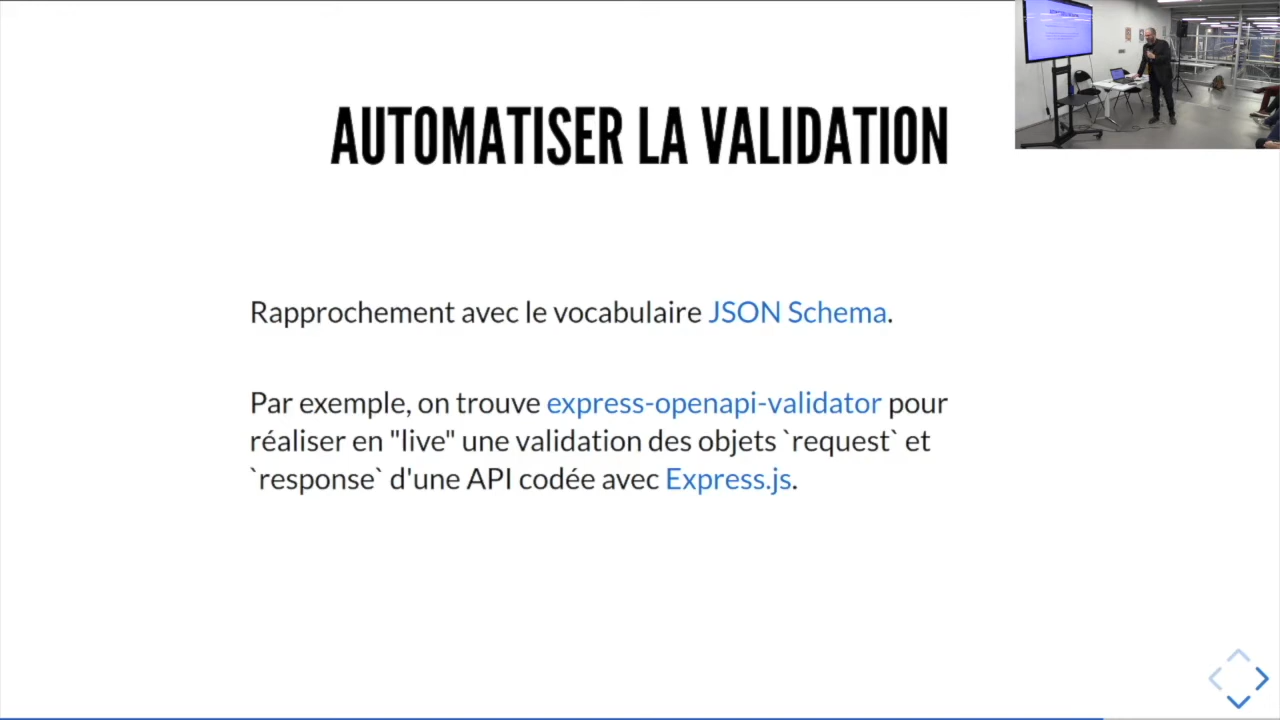 AUTOMATISER LA VALIDATION
Rapprochement avec le vocabulaire JSON Schema.
Par exemple, on trouve express-openapi-validator pour
réaliser en "live" une validation des objets `request` et
`response` d'une API codée avec Express.js.